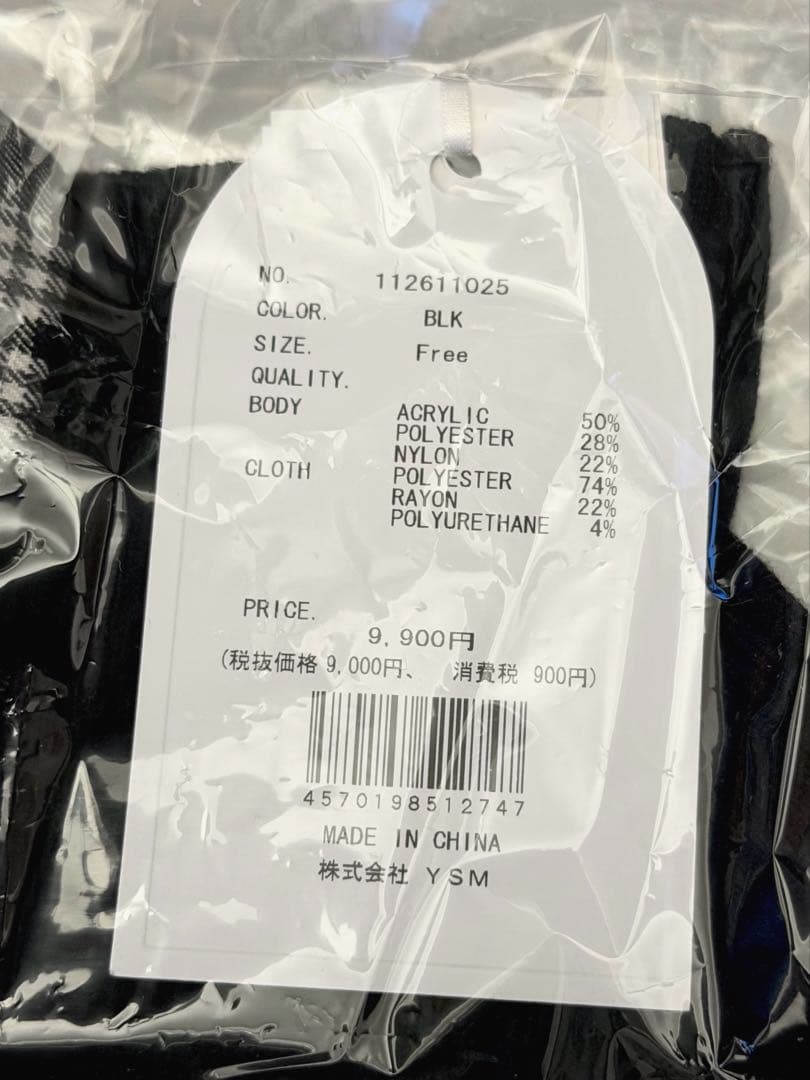 NO. 112611025
COLOR. BLK
SIZE. Free
QUALITY.
BODY ACRYLIC 50%
POLYESTER 28%
NYLON 22%
CLOTH POLYESTER 74%
RAYON 22%
POLYURETHANE 4%
PRICE.
9,900円
(税抜価格 9,000円、 消費税 900円)
4570198512747
MADE IN CHINA
株式会社 YSM